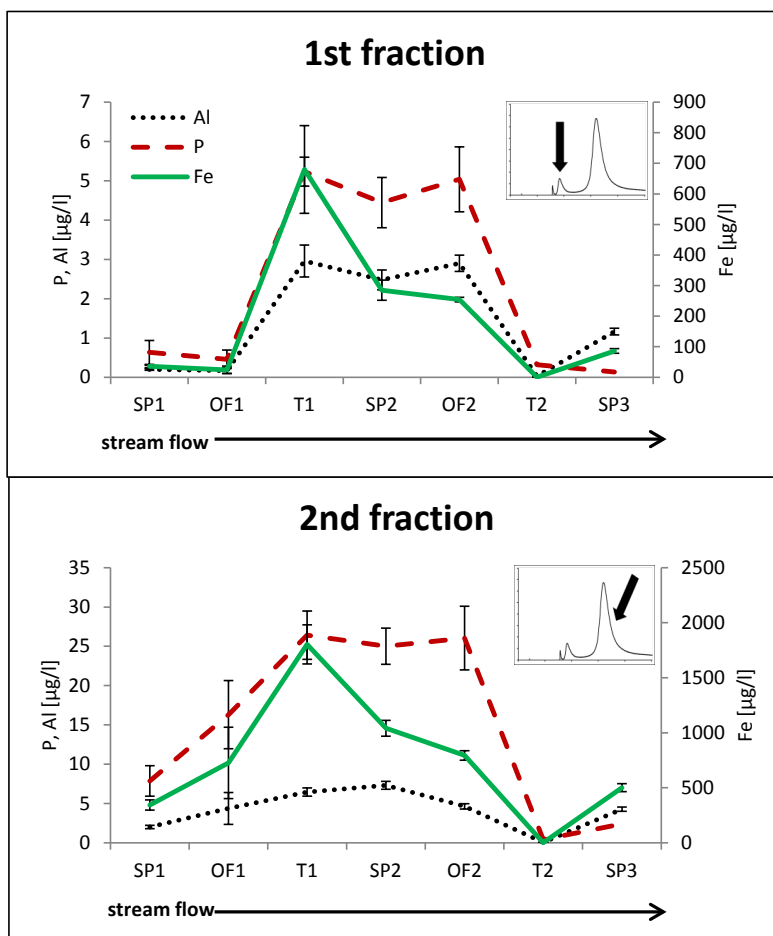 1st fraction
7
6
5
4
3
2
1
0
P, Al [µg/l]
Al
P
Fe
900
800
700
600
500
400
300
200
100
0
Fe [µg/l]
SP1 OF1 T1 SP2 OF2 T2 SP3
stream flow
2nd fraction
35
30
25
20
15
10
5
0
P, Al [µg/l]
2500
2000
1500
1000
500
0
Fe [µg/l]
SP1 OF1 T1 SP2 OF2 T2 SP3
stream flow